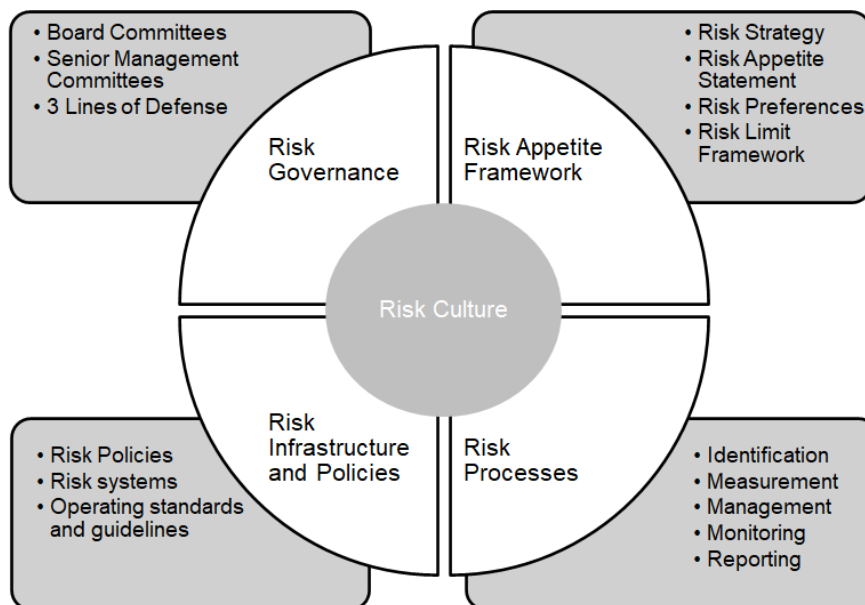 • Board Committees
• Senior Management
Committees
• 3 Lines of Defense
• Risk Strategy
• Risk Appetite
Statement
• Risk Preferences
• Risk Limit
Framework
Risk
Governance
Risk Appetite
Framework
Risk Culture
Risk
Infrastructure
and Policies
Risk
Processes
• Risk Policies
• Risk systems
• Operating standards
and guidelines
• Identification
• Measurement
• Management
• Monitoring
• Reporting